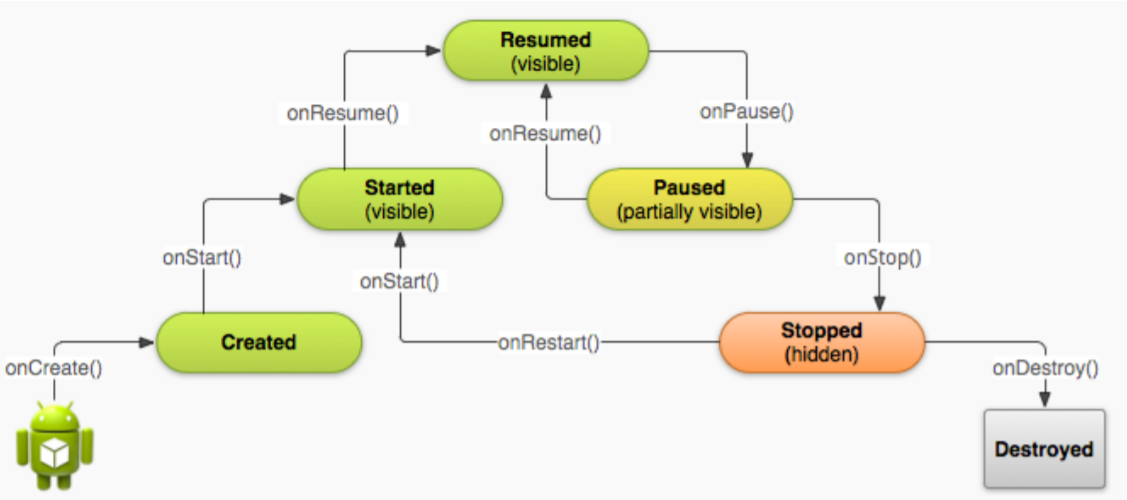 Resumed
(visible)
onResume()
onPause()
onResume()
Started
(visible)
Paused
(partially visible)
onStart()
onStop()
onStart()
Created
onRestart()
Stopped
(hidden)
onCreate()
onDestroy()
Destroyed